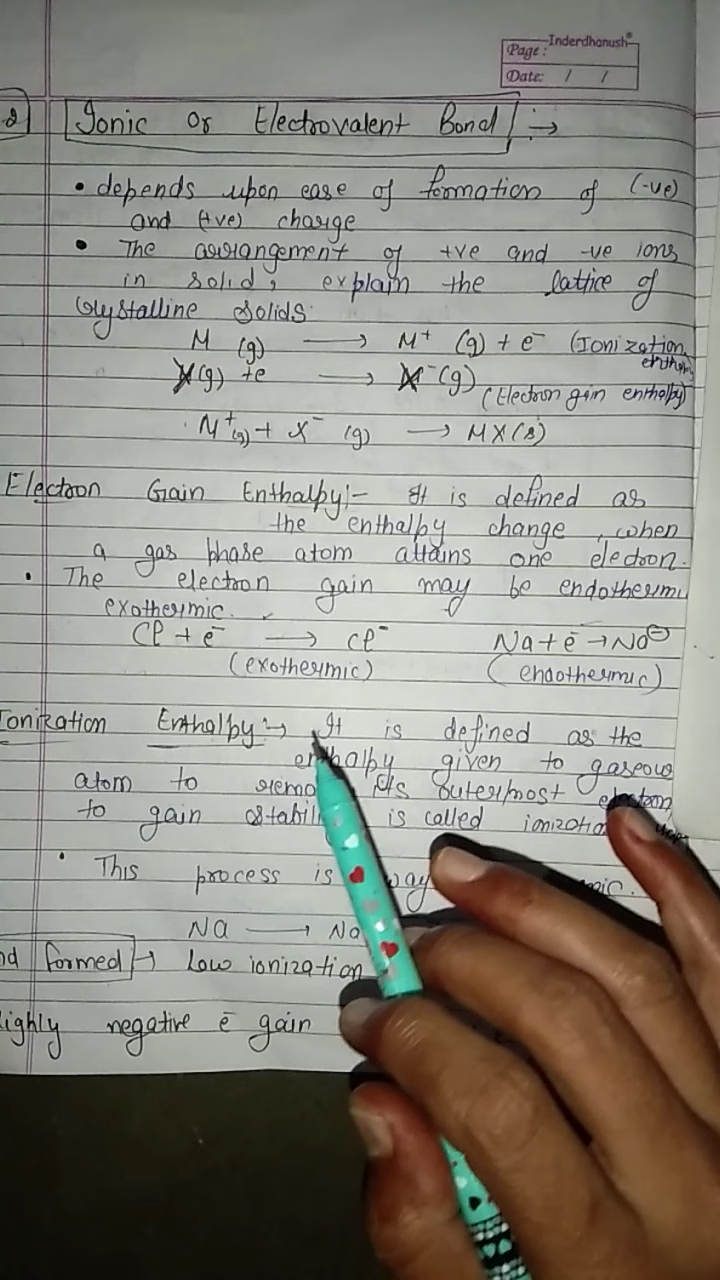 Inderdhanush
Page :
Date: / /
2 Ionic or Electrovalent Bond :→
• depends upon ease of formation of (-ve)
and (+ve) charge
• The arrangement of +ve and -ve ions
in solid, explain the lattice of
Crystalline Solids.
M (g) → M⁺ (g) + e⁻ (Ionization
enthalpy
X(g) + e → X⁻(g)
(Electron gain enthalpy)
M⁺(g) + X⁻ (g) → MX(s)
Electron Gain Enthalpy:- It is defined as
the enthalpy change, when
a gas phase atom attains one electron.
• The electron gain may be endothermi
exothermic.
Cl + e⁻ → Cl⁻ Na + e⁻ → Na⊖
(exothermic) (endothermic)
Ionization Enthalpy :→ It is defined as the
enthalpy given to gaseous
atom to its outermost electron
to gain is called
• This process is
Na → Na
formed → Low ionization
Highly negative e⁻ gain